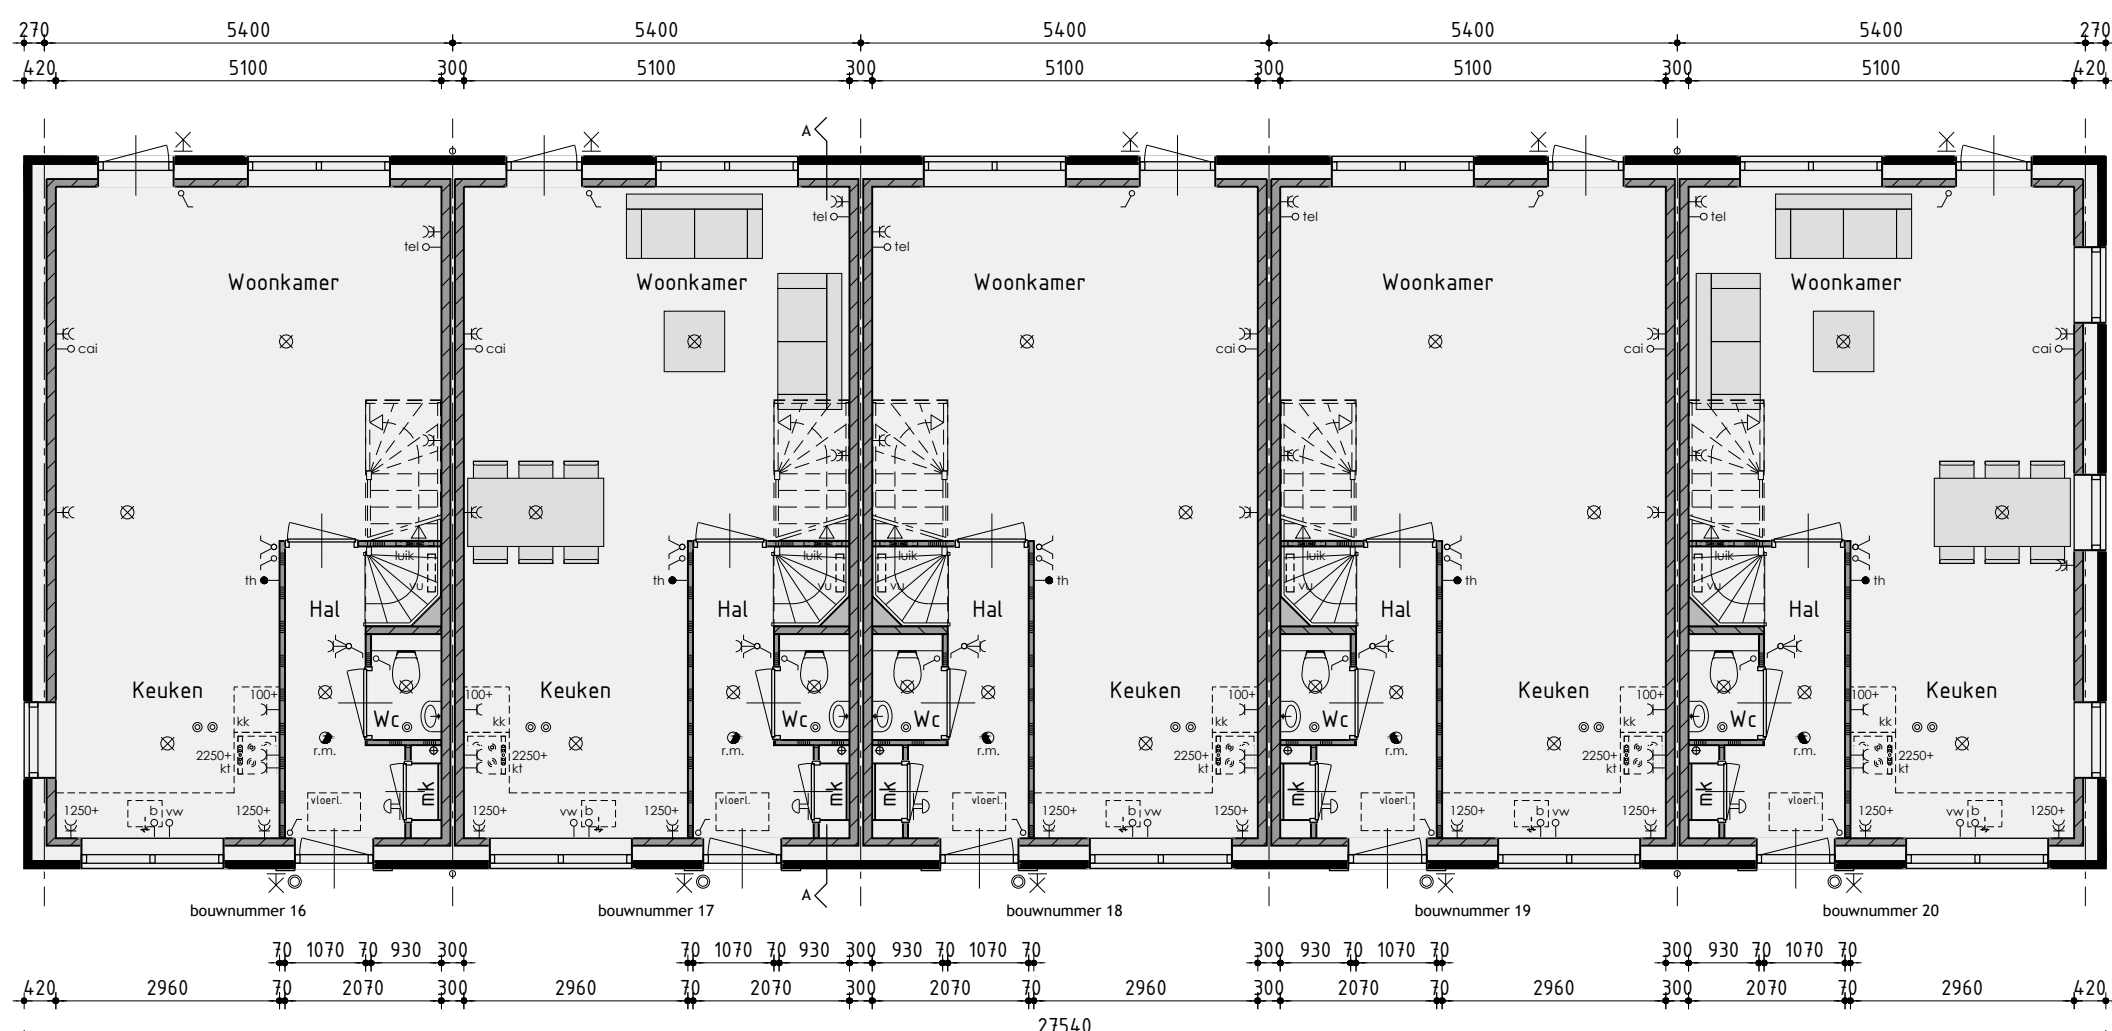 270 5400 5400 5400 5400 5400 270
420 5100 300 5100 300 5100 300 5100 300 5100 420
A
tel tel tel tel tel
Woonkamer Woonkamer Woonkamer Woonkamer Woonkamer
cai cai cai cai cai
luik luik luik luik luik
vu vu vu vu vu
th th th th th
Hal Hal Hal Hal Hal
Keuken Keuken Keuken Keuken Keuken
100+ 100+ 100+ 100+ 100+
kk kk kk kk kk
Wc Wc Wc Wc Wc
r.m. r.m. r.m. r.m. r.m.
2250+ 2250+ 2250+ 2250+ 2250+
kt kt kt kt kt
mk mk mk mk mk
vloerl. vloerl. vloerl. vloerl. vloerl.
1250+ b vw 1250+ vw b 1250+ 1250+ b vw 1250+ 1250+ b vw 1250+ 1250+ vw b 1250+
A
bouwnummer 16 bouwnummer 17 bouwnummer 18 bouwnummer 19 bouwnummer 20
70 1070 70 930 300 70 1070 70 930 300 930 70 1070 70 300 930 70 1070 70 300 930 70 1070 70
420 2960 70 2070 300 2960 70 2070 300 2070 70 2960 300 2070 70 2960 300 2070 70 2960 420
27540